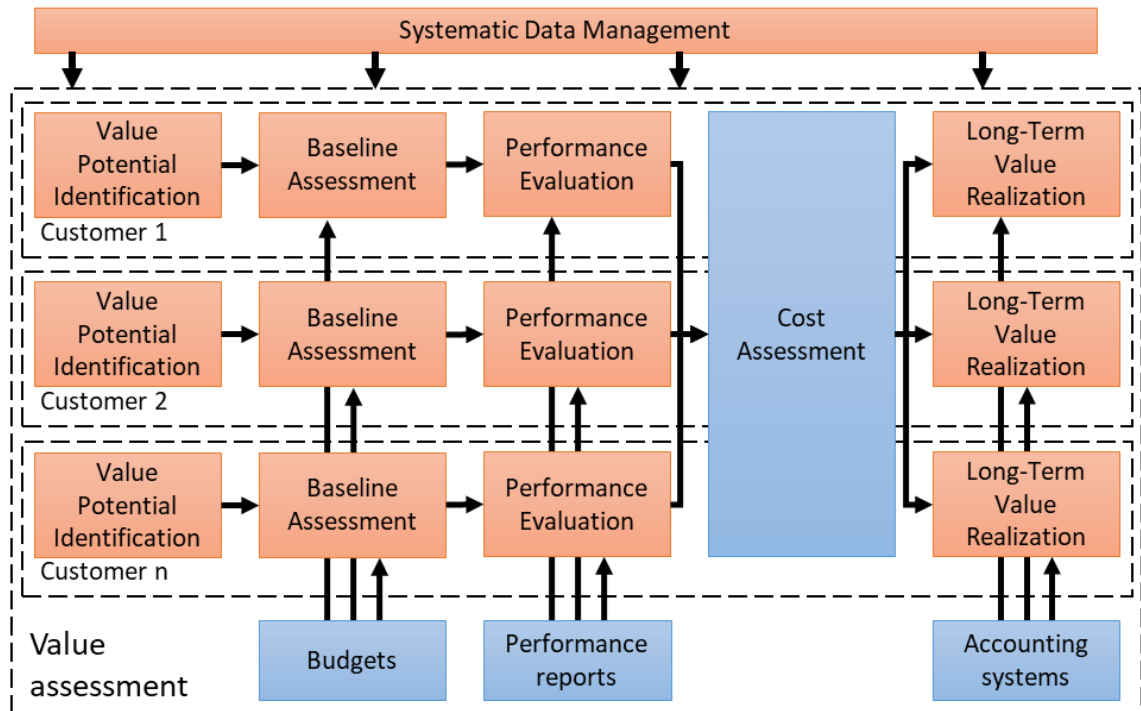 Systematic Data Management
Value
Potential
Identification
Baseline
Assessment
Performance
Evaluation
Long-Term
Value
Realization
Customer 1
Value
Potential
Identification
Baseline
Assessment
Performance
Evaluation
Cost
Assessment
Long-Term
Value
Realization
Customer 2
Value
Potential
Identification
Baseline
Assessment
Performance
Evaluation
Long-Term
Value
Realization
Customer n
Value
assessment
Budgets
Performance
reports
Accounting
systems